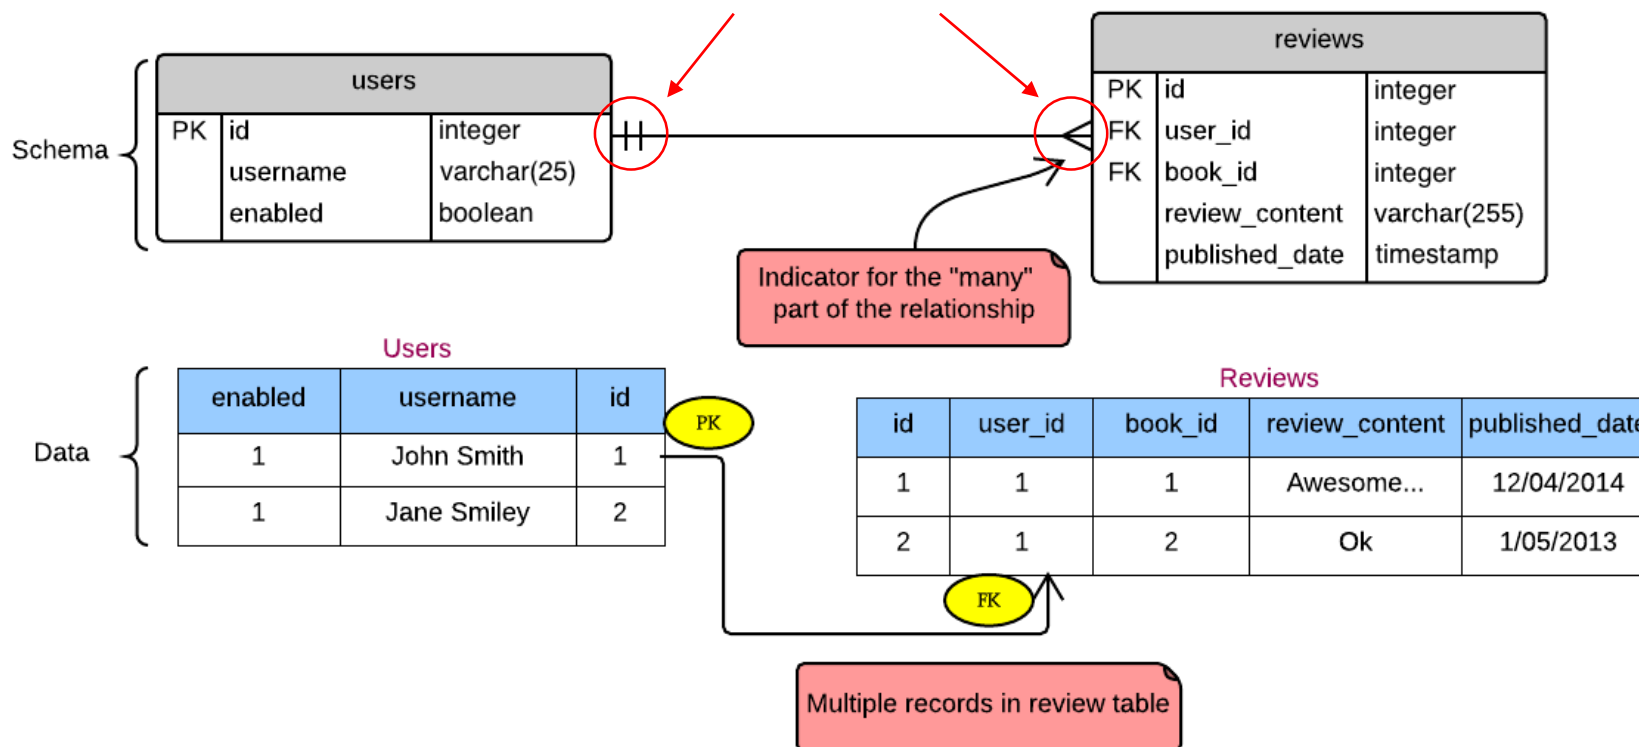 Schema
users
PK id integer
username varchar(25)
enabled boolean
reviews
PK id integer
FK user_id integer
FK book_id integer
review_content varchar(255)
published_date timestamp
Indicator for the "many"
part of the relationship
Data
Users
enabled username id
1 John Smith 1
1 Jane Smiley 2
PK
Reviews
id user_id book_id review_content published_date
1 1 1 Awesome... 12/04/2014
2 1 2 Ok 1/05/2013
FK
Multiple records in review table